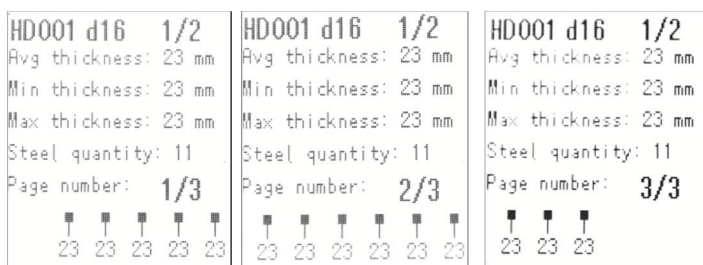 HD001 d16 1/2
Avg thickness: 23 mm
Min thickness: 23 mm
Max thickness: 23 mm
Steel quantity: 11
Page number: 1/3
23 23 23 23 23
HD001 d16 1/2
Avg thickness: 23 mm
Min thickness: 23 mm
Max thickness: 23 mm
Steel quantity: 11
Page number: 2/3
23 23 23 23 23 23
HD001 d16 1/2
Avg thickness: 23 mm
Min thickness: 23 mm
Max thickness: 23 mm
Steel quantity: 11
Page number: 3/3
23 23 23